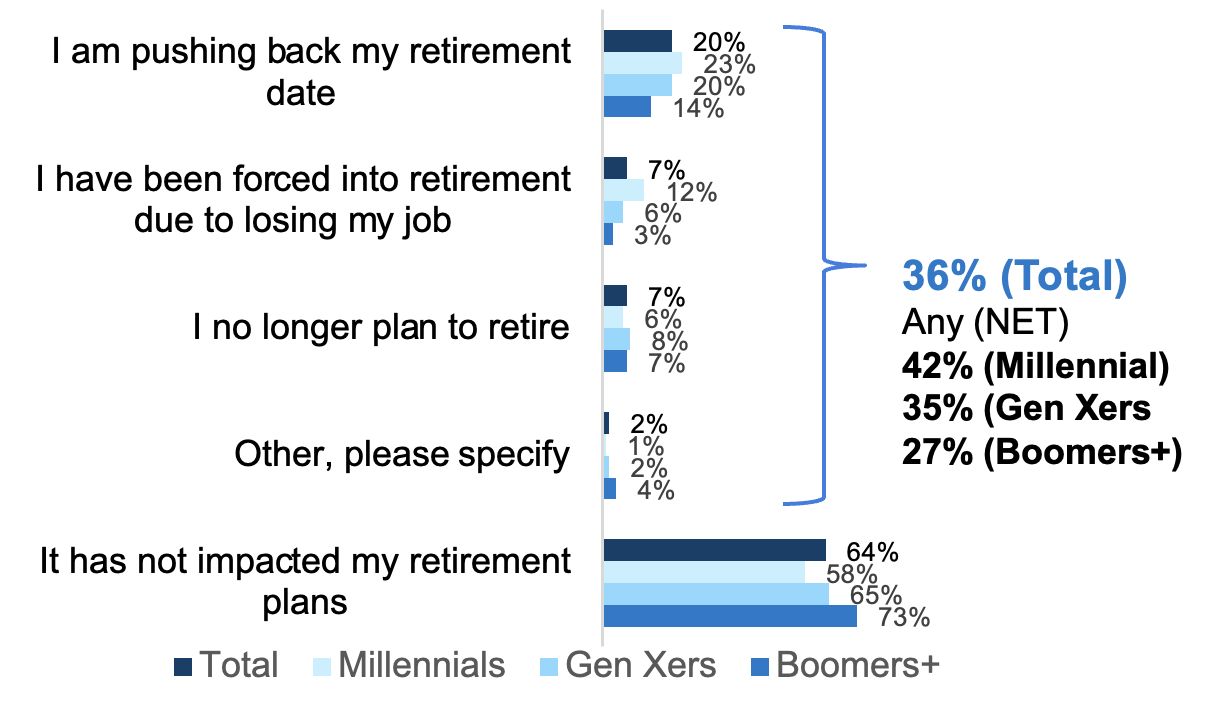 I am pushing back my retirement
date
20%
23%
20%
14%
I have been forced into retirement
due to losing my job
7%
12%
6%
3%
I no longer plan to retire
7%
6%
8%
7%
Other, please specify
2%
1%
2%
4%
It has not impacted my retirement
plans
64%
58%
65%
73%
36% (Total)
Any (NET)
42% (Millennial)
35% (Gen Xers
27% (Boomers+)
Total Millennials Gen Xers Boomers+